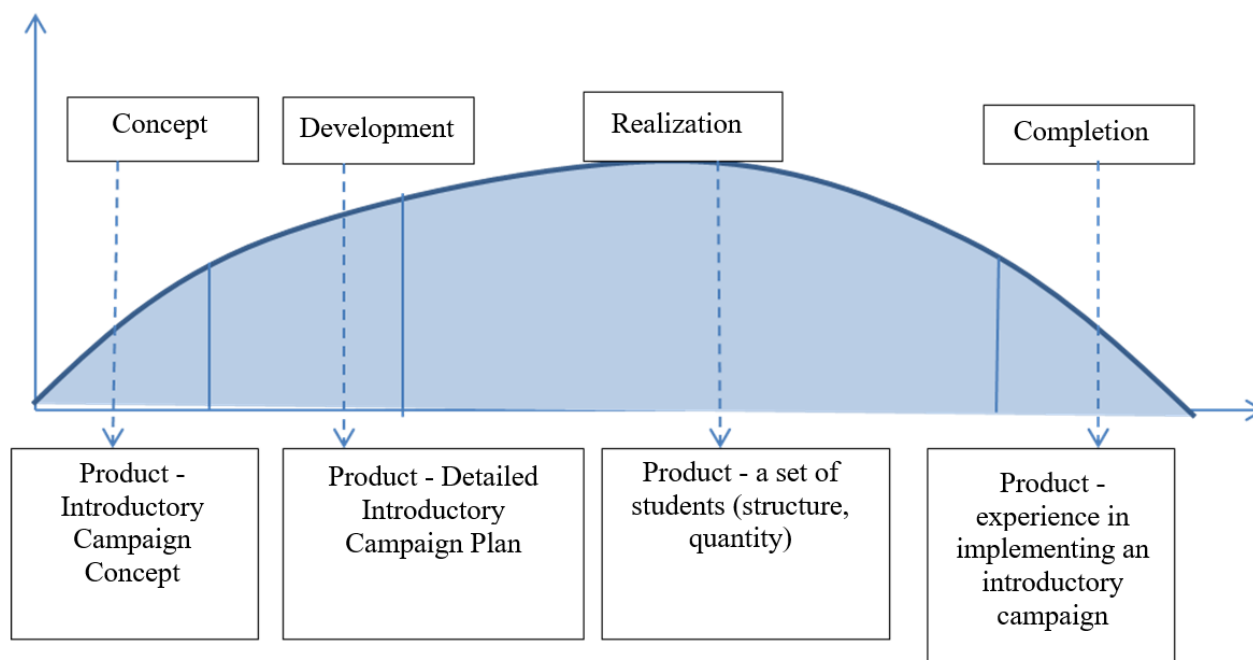 Concept
Development
Realization
Completion
Product -
Introductory
Campaign
Concept
Product - Detailed
Introductory
Campaign Plan
Product - a set of
students (structure,
quantity)
Product -
experience in
implementing an
introductory
campaign